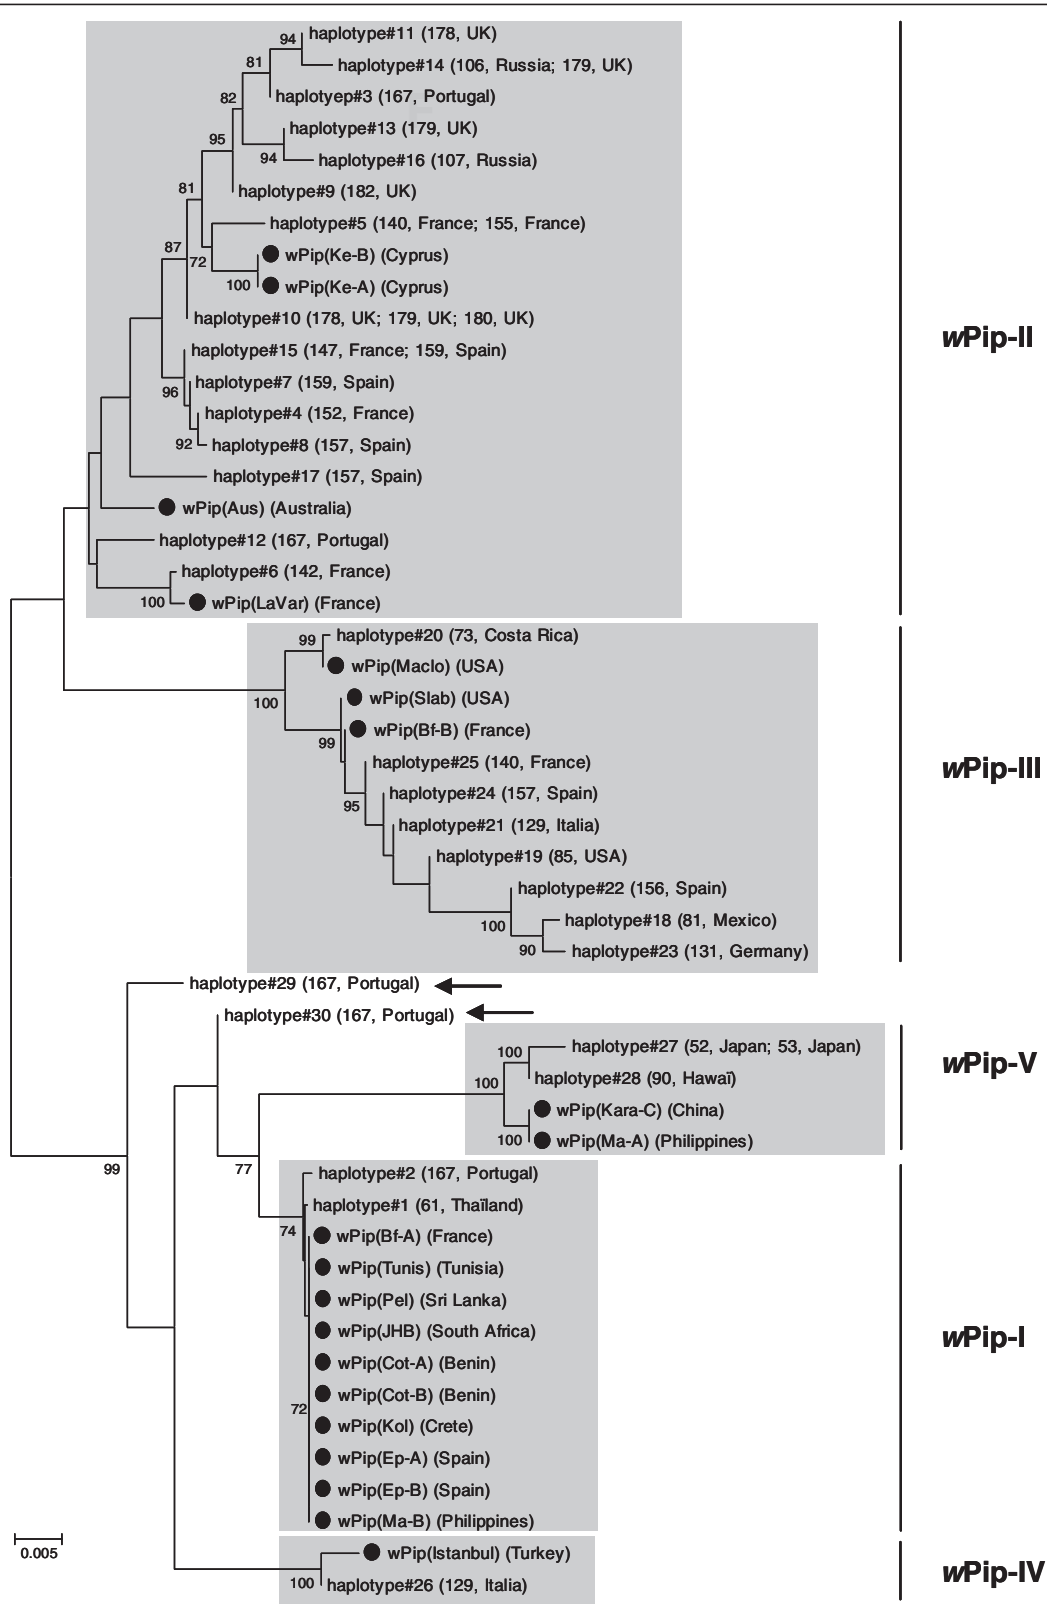 94
haplotype#11 (178, UK)
81
haplotype#14 (106, Russia; 179, UK)
82
haplotyep#3 (167, Portugal)
95
haplotype#13 (179, UK)
94
haplotype#16 (107, Russia)
81
haplotype#9 (182, UK)
haplotype#5 (140, France; 155, France)
87
72
wPip(Ke-B) (Cyprus)
100
wPip(Ke-A) (Cyprus)
haplotype#10 (178, UK; 179, UK; 180, UK)
wPip-II
haplotype#15 (147, France; 159, Spain)
96
haplotype#7 (159, Spain)
haplotype#4 (152, France)
92
haplotype#8 (157, Spain)
haplotype#17 (157, Spain)
wPip(Aus) (Australia)
haplotype#12 (167, Portugal)
haplotype#6 (142, France)
100
wPip(LaVar) (France)
99
haplotype#20 (73, Costa Rica)
wPip(Maclo) (USA)
100
wPip(Slab) (USA)
99
wPip(Bf-B) (France)
haplotype#25 (140, France)
wPip-III
95
haplotype#24 (157, Spain)
haplotype#21 (129, Italia)
haplotype#19 (85, USA)
haplotype#22 (156, Spain)
100
haplotype#18 (81, Mexico)
90
haplotype#23 (131, Germany)
haplotype#29 (167, Portugal)
haplotype#30 (167, Portugal)
100
haplotype#27 (52, Japan; 53, Japan)
wPip-V
100
haplotype#28 (90, Hawaï)
wPip(Kara-C) (China)
100
wPip(Ma-A) (Philippines)
99
77
haplotype#2 (167, Portugal)
haplotype#1 (61, Thaïland)
74
wPip(Bf-A) (France)
wPip(Tunis) (Tunisia)
wPip(Pel) (Sri Lanka)
wPip(JHB) (South Africa)
wPip-I
wPip(Cot-A) (Benin)
wPip(Cot-B) (Benin)
72
wPip(Kol) (Crete)
wPip(Ep-A) (Spain)
wPip(Ep-B) (Spain)
wPip(Ma-B) (Philippines)
0.005
wPip(Istanbul) (Turkey)
wPip-IV
100
haplotype#26 (129, Italia)